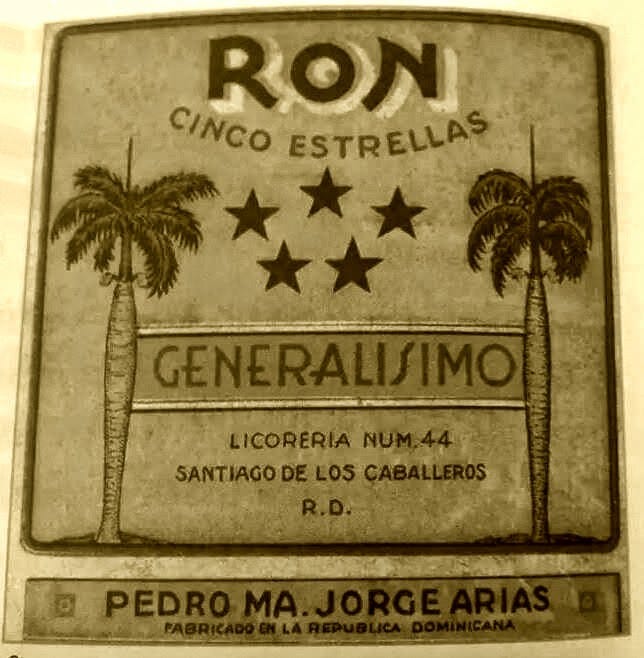 RON
CINCO ESTRELLAS
GENERALISIMO
LICORERIA NUM.44
SANTIAGO DE LOS CABALLEROS
R.D.
PEDRO MA. JORGE ARIAS
FABRICADO EN LA REPUBLICA DOMINICANA